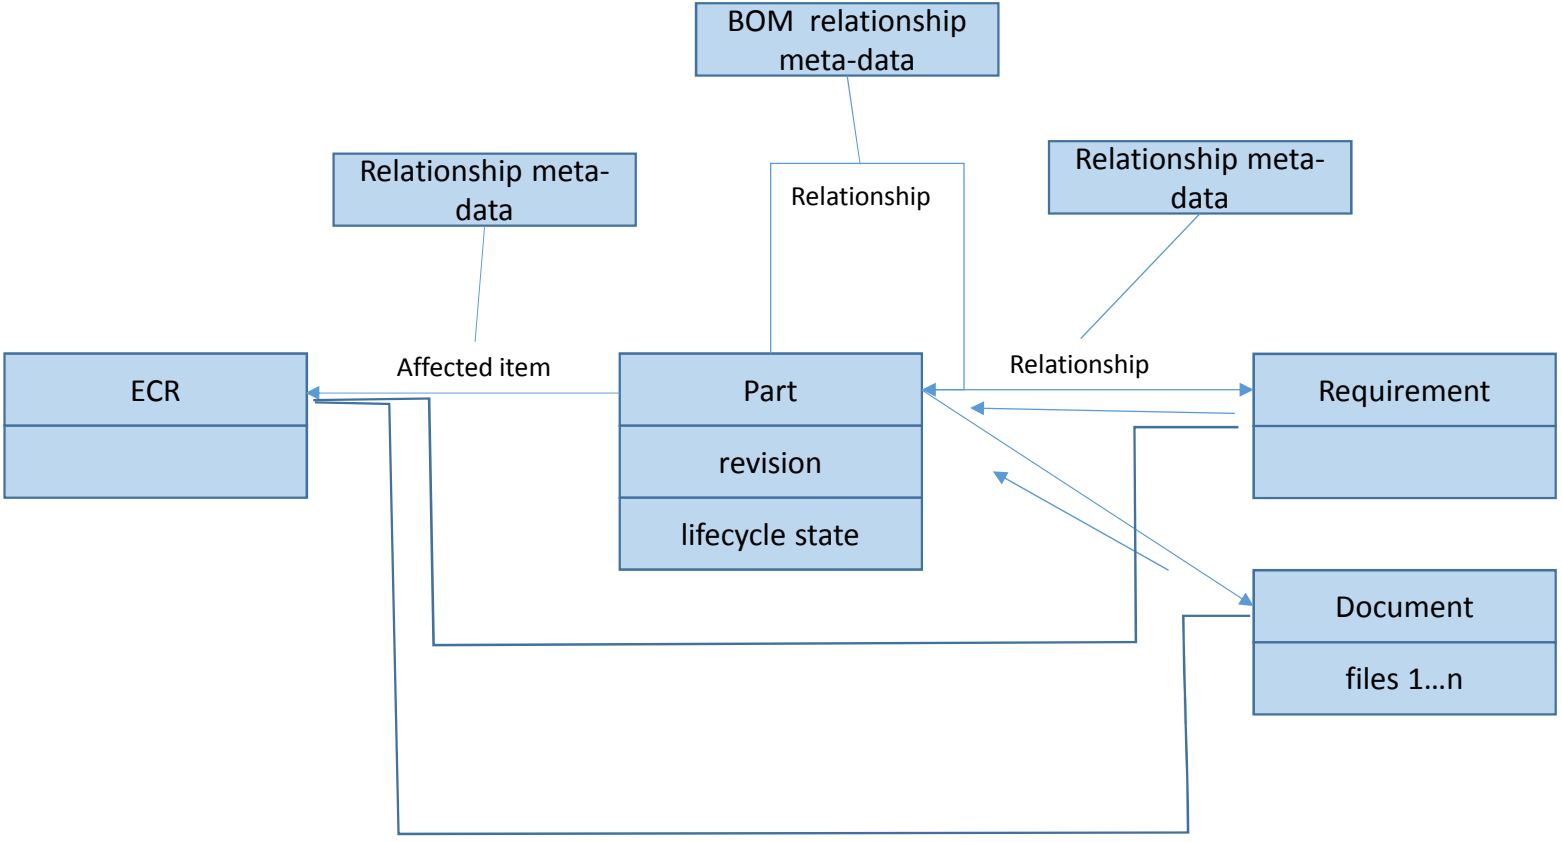 BOM relationship
meta-data
Relationship meta-
data
Relationship meta-
data
Relationship
Affected item
Relationship
ECR
Part
revision
lifecycle state
Requirement
Document
files 1...n